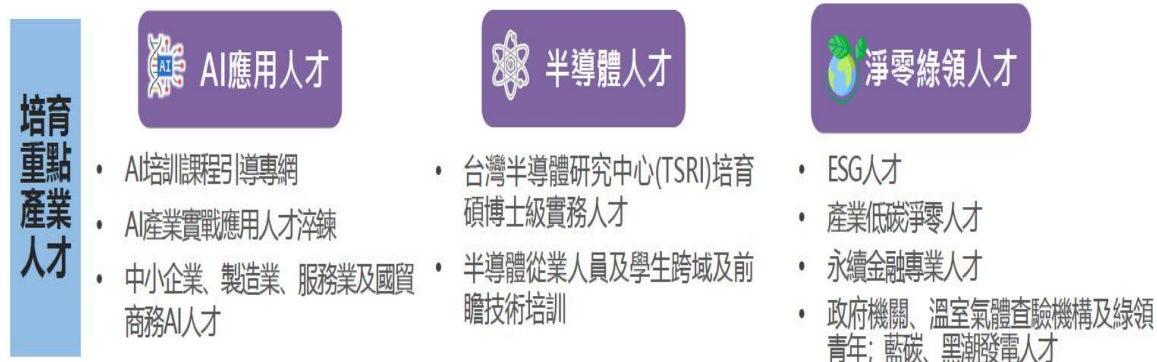 培育
重點
產業
人才
AI
AI應用人才
• AI培訓課程引導專網
• AI產業實戰應用人才淬鍊
• 中小企業、製造業、服務業及國貿
商務AI人才
半導體人才
• 台灣半導體研究中心(TSRI)培育
碩博士級實務人才
• 半導體從業人員及學生跨域及前
瞻技術培訓
淨零綠領人才
• ESG人才
• 產業低碳淨零人才
• 永續金融專業人才
• 政府機關、溫室氣體查驗機構及綠領
青年; 藍碳、黑潮發電人才